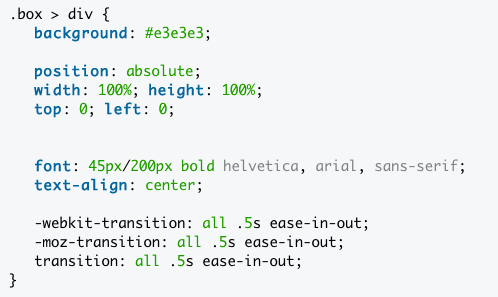 .box > div {
background: #e3e3e3;
position: absolute;
width: 100%; height: 100%;
top: 0; left: 0;
font: 45px/200px bold helvetica, arial, sans-serif;
text-align: center;
-webkit-transition: all .5s ease-in-out;
-moz-transition: all .5s ease-in-out;
transition: all .5s ease-in-out;
}